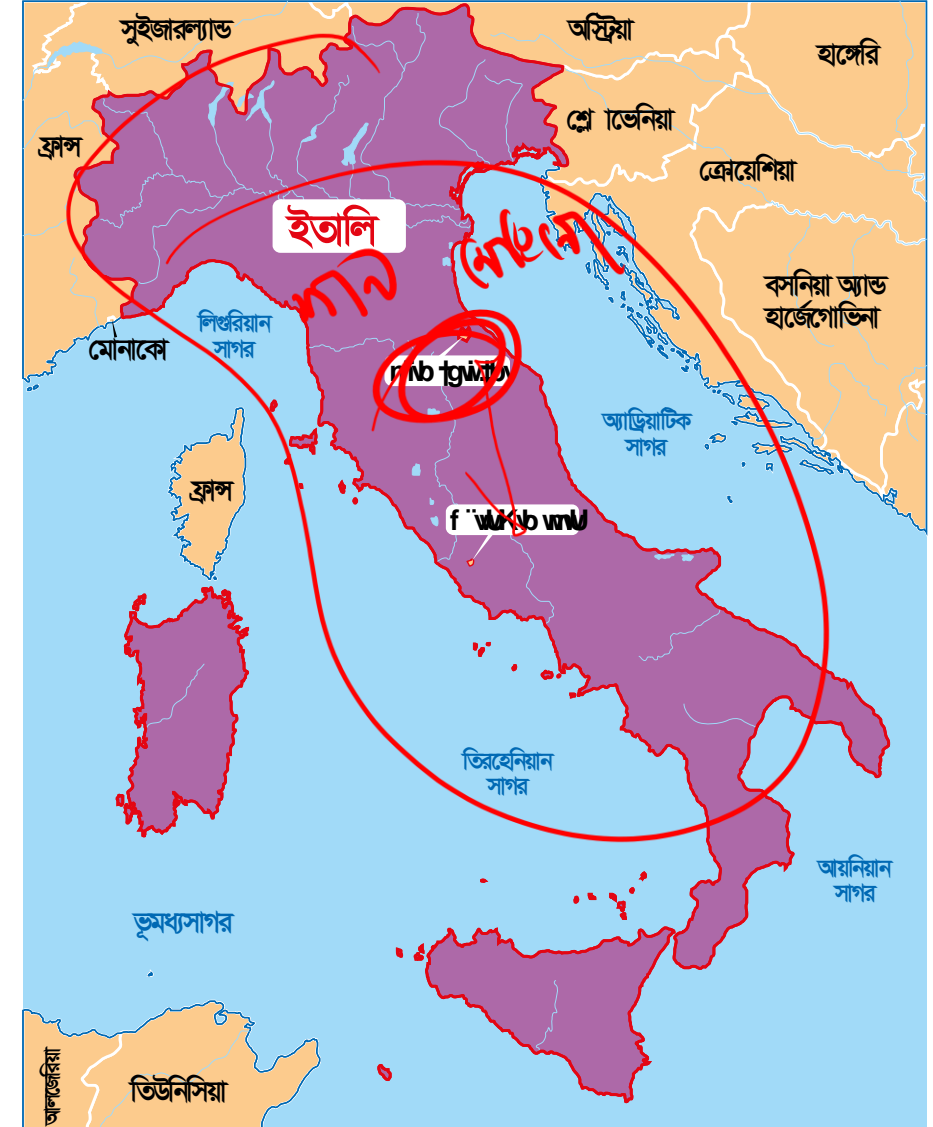 সুইজারল্যান্ড
অস্ট্রিয়া
হাঙ্গেরি
শ্লোভেনিয়া
ফ্রান্স
ক্রোয়েশিয়া
ইতালি
বসনিয়া অ্যান্ড
হার্জেগোভিনা
লিগুরিয়ান
সাগর
মোনাকো
অ্যাড্রিয়াটিক
সাগর
ফ্রান্স
তিরহেনিয়ান
সাগর
আয়নিয়ান
সাগর
ভূমধ্যসাগর
আলজেরিয়া
তিউনিসিয়া